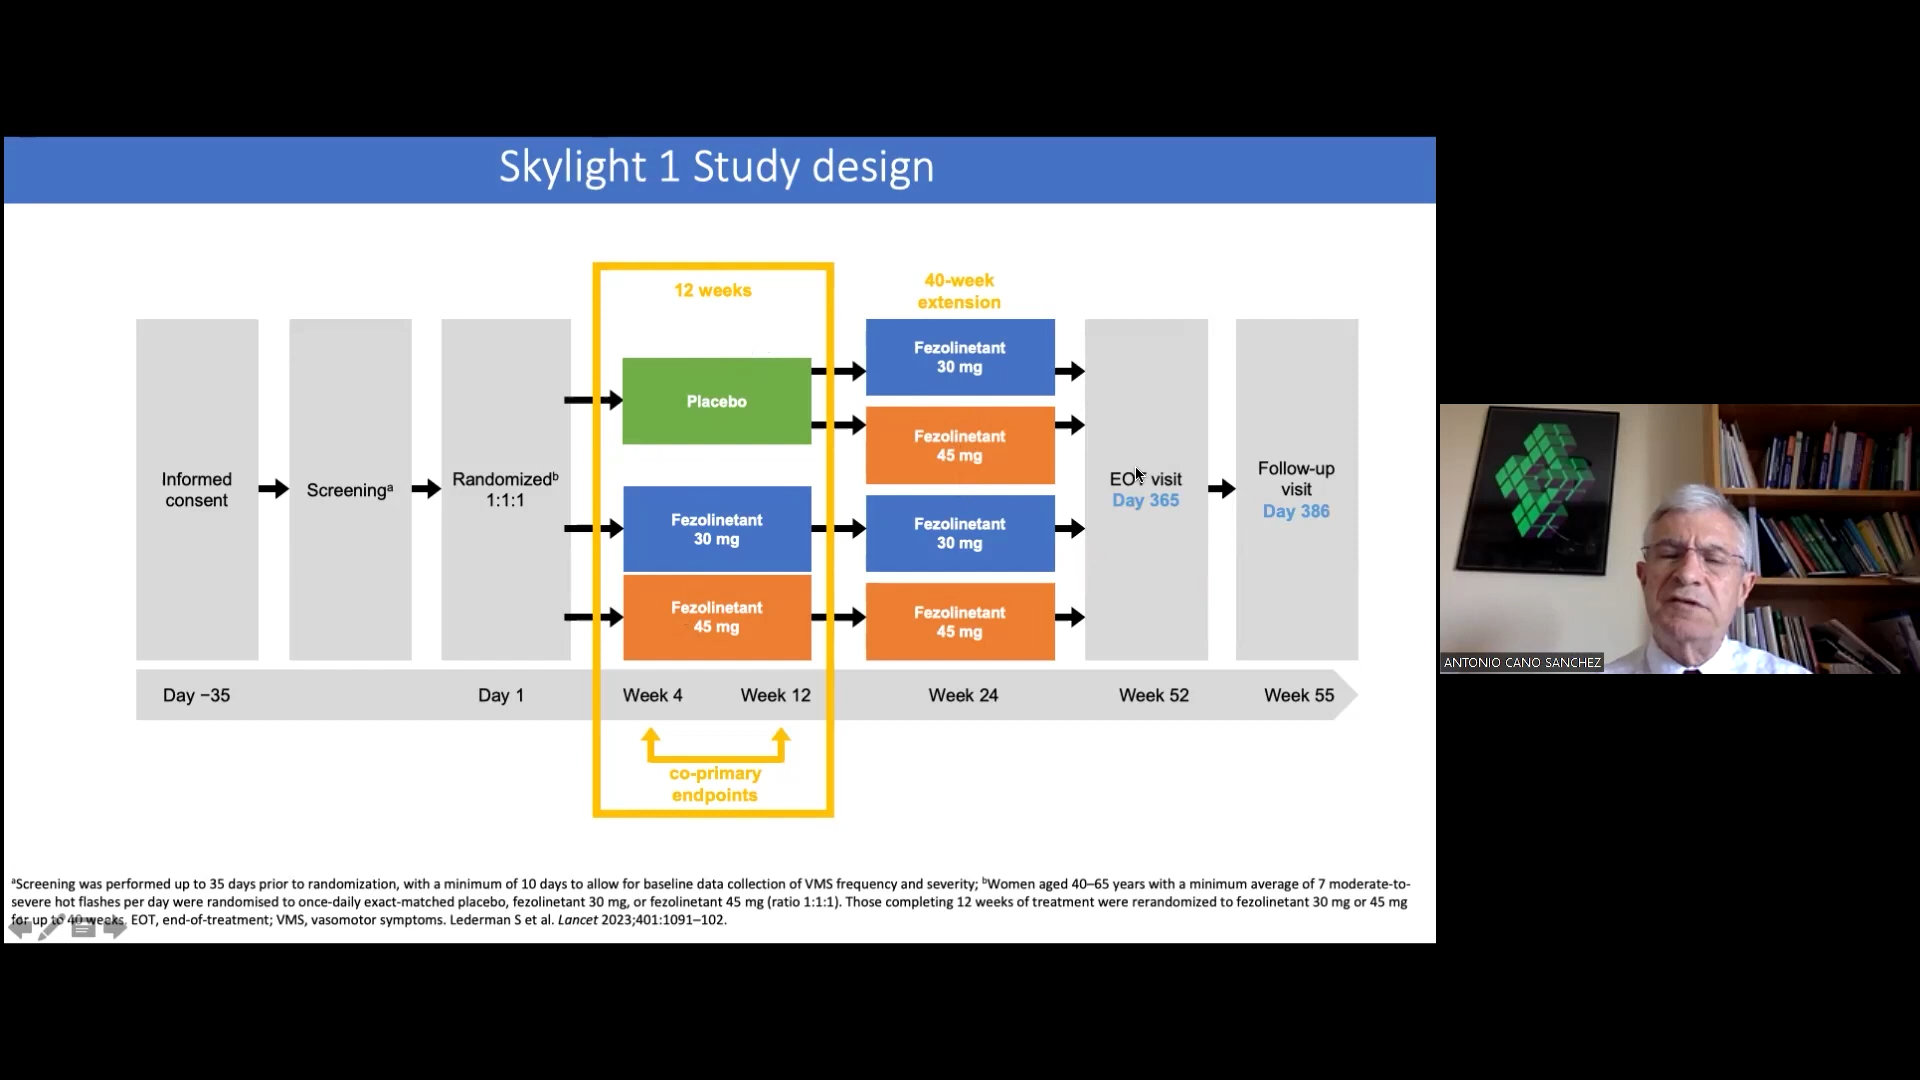 Skylight 1 Study design
12 weeks
40-week
extension
Informed
consent
Screeningᵃ
Randomizedᵇ
1:1:1
Placebo
Fezolinetant
30 mg
Fezolinetant
45 mg
Fezolinetant
30 mg
Fezolinetant
45 mg
Fezolinetant
30 mg
Fezolinetant
45 mg
EOT visit
Day 365
Follow-up
visit
Day 386
Day −35
Day 1
Week 4
Week 12
Week 24
Week 52
Week 55
co-primary
endpoints
ᵃScreening was performed up to 35 days prior to randomization, with a minimum of 10 days to allow for baseline data collection of VMS frequency and severity; ᵇWomen aged 40–65 years with a minimum average of 7 moderate-to-
severe hot flashes per day were randomised to once-daily exact-matched placebo, fezolinetant 30 mg, or fezolinetant 45 mg (ratio 1:1:1). Those completing 12 weeks of treatment were rerandomized to fezolinetant 30 mg or 45 mg
for up to 40 weeks. EOT, end-of-treatment; VMS, vasomotor symptoms. Lederman S et al. Lancet 2023;401:1091–102.
ANTONIO CANO SANCHEZ